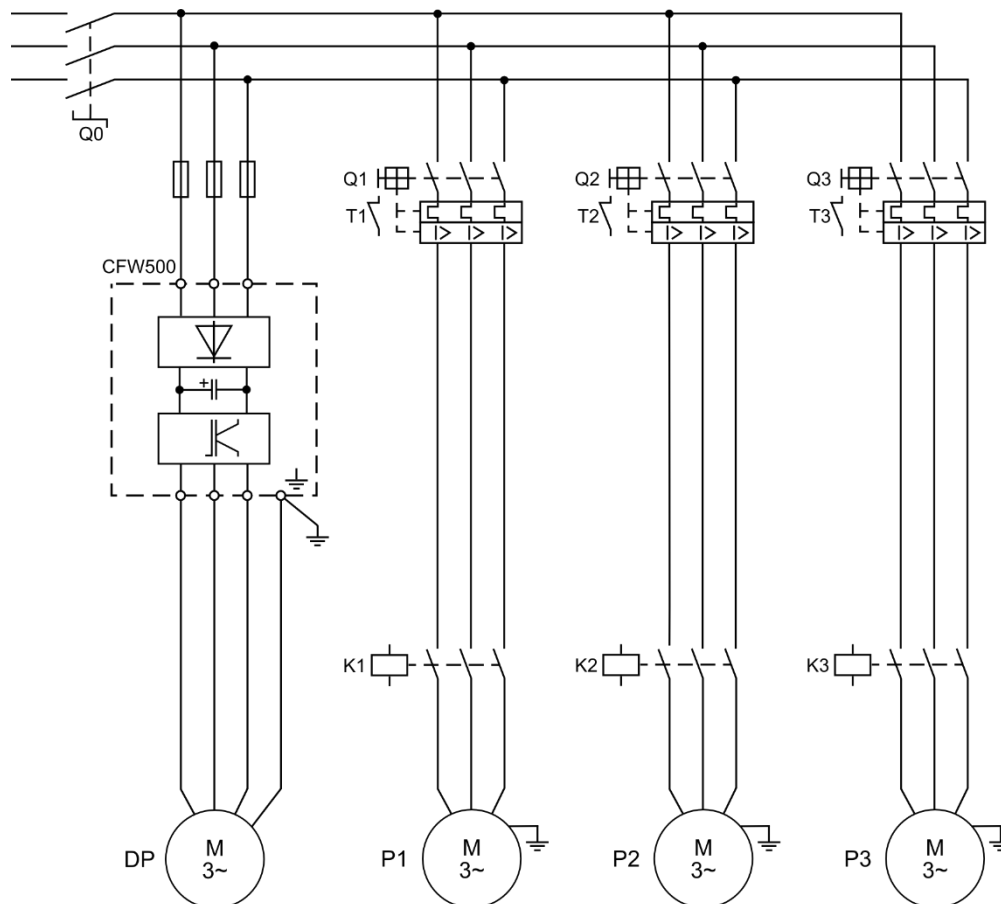 Q0
Q1
Q2
Q3
T1
T2
T3
I> I> I>
I> I> I>
I> I> I>
CFW500
+
K1
K2
K3
DP
M
3~
P1
M
3~
P2
M
3~
P3
M
3~